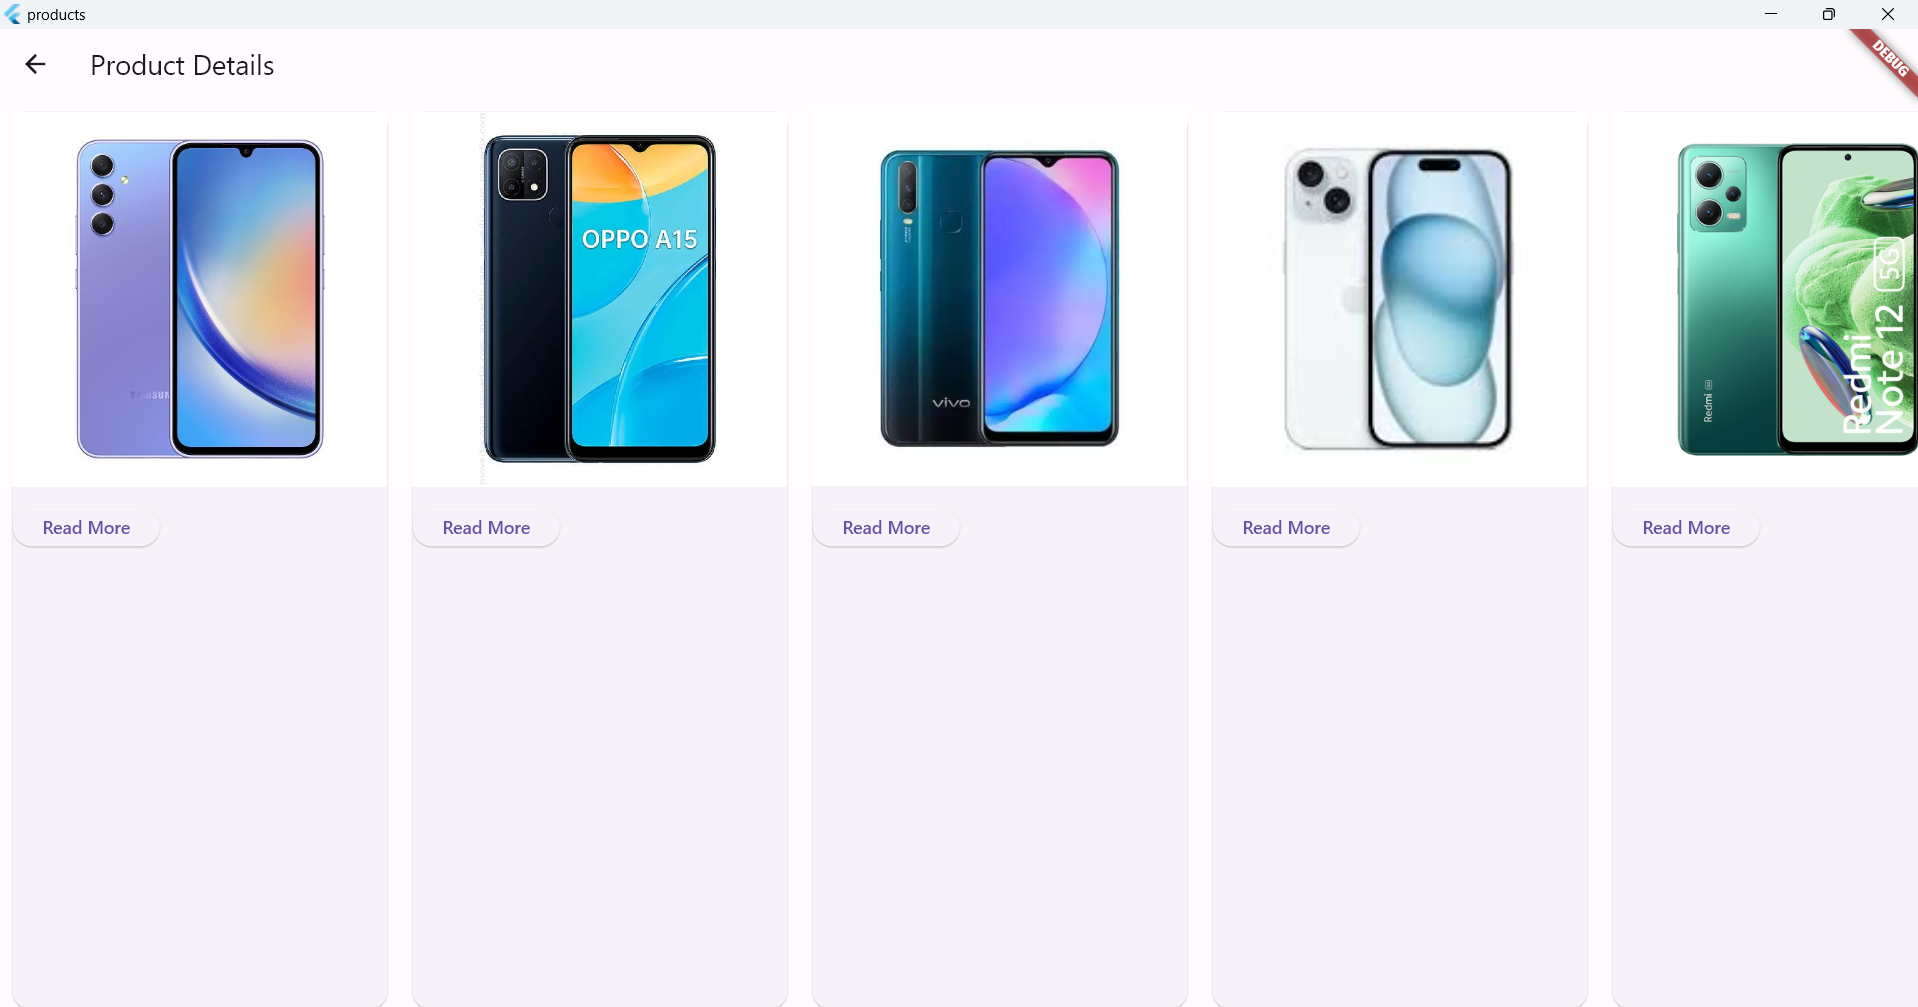 products
DEBUG
Product Details
SAMSUNG
OPPO A15
vivo
Redmi
Redmi
Note 12 5G
Read More
Read More
Read More
Read More
Read More